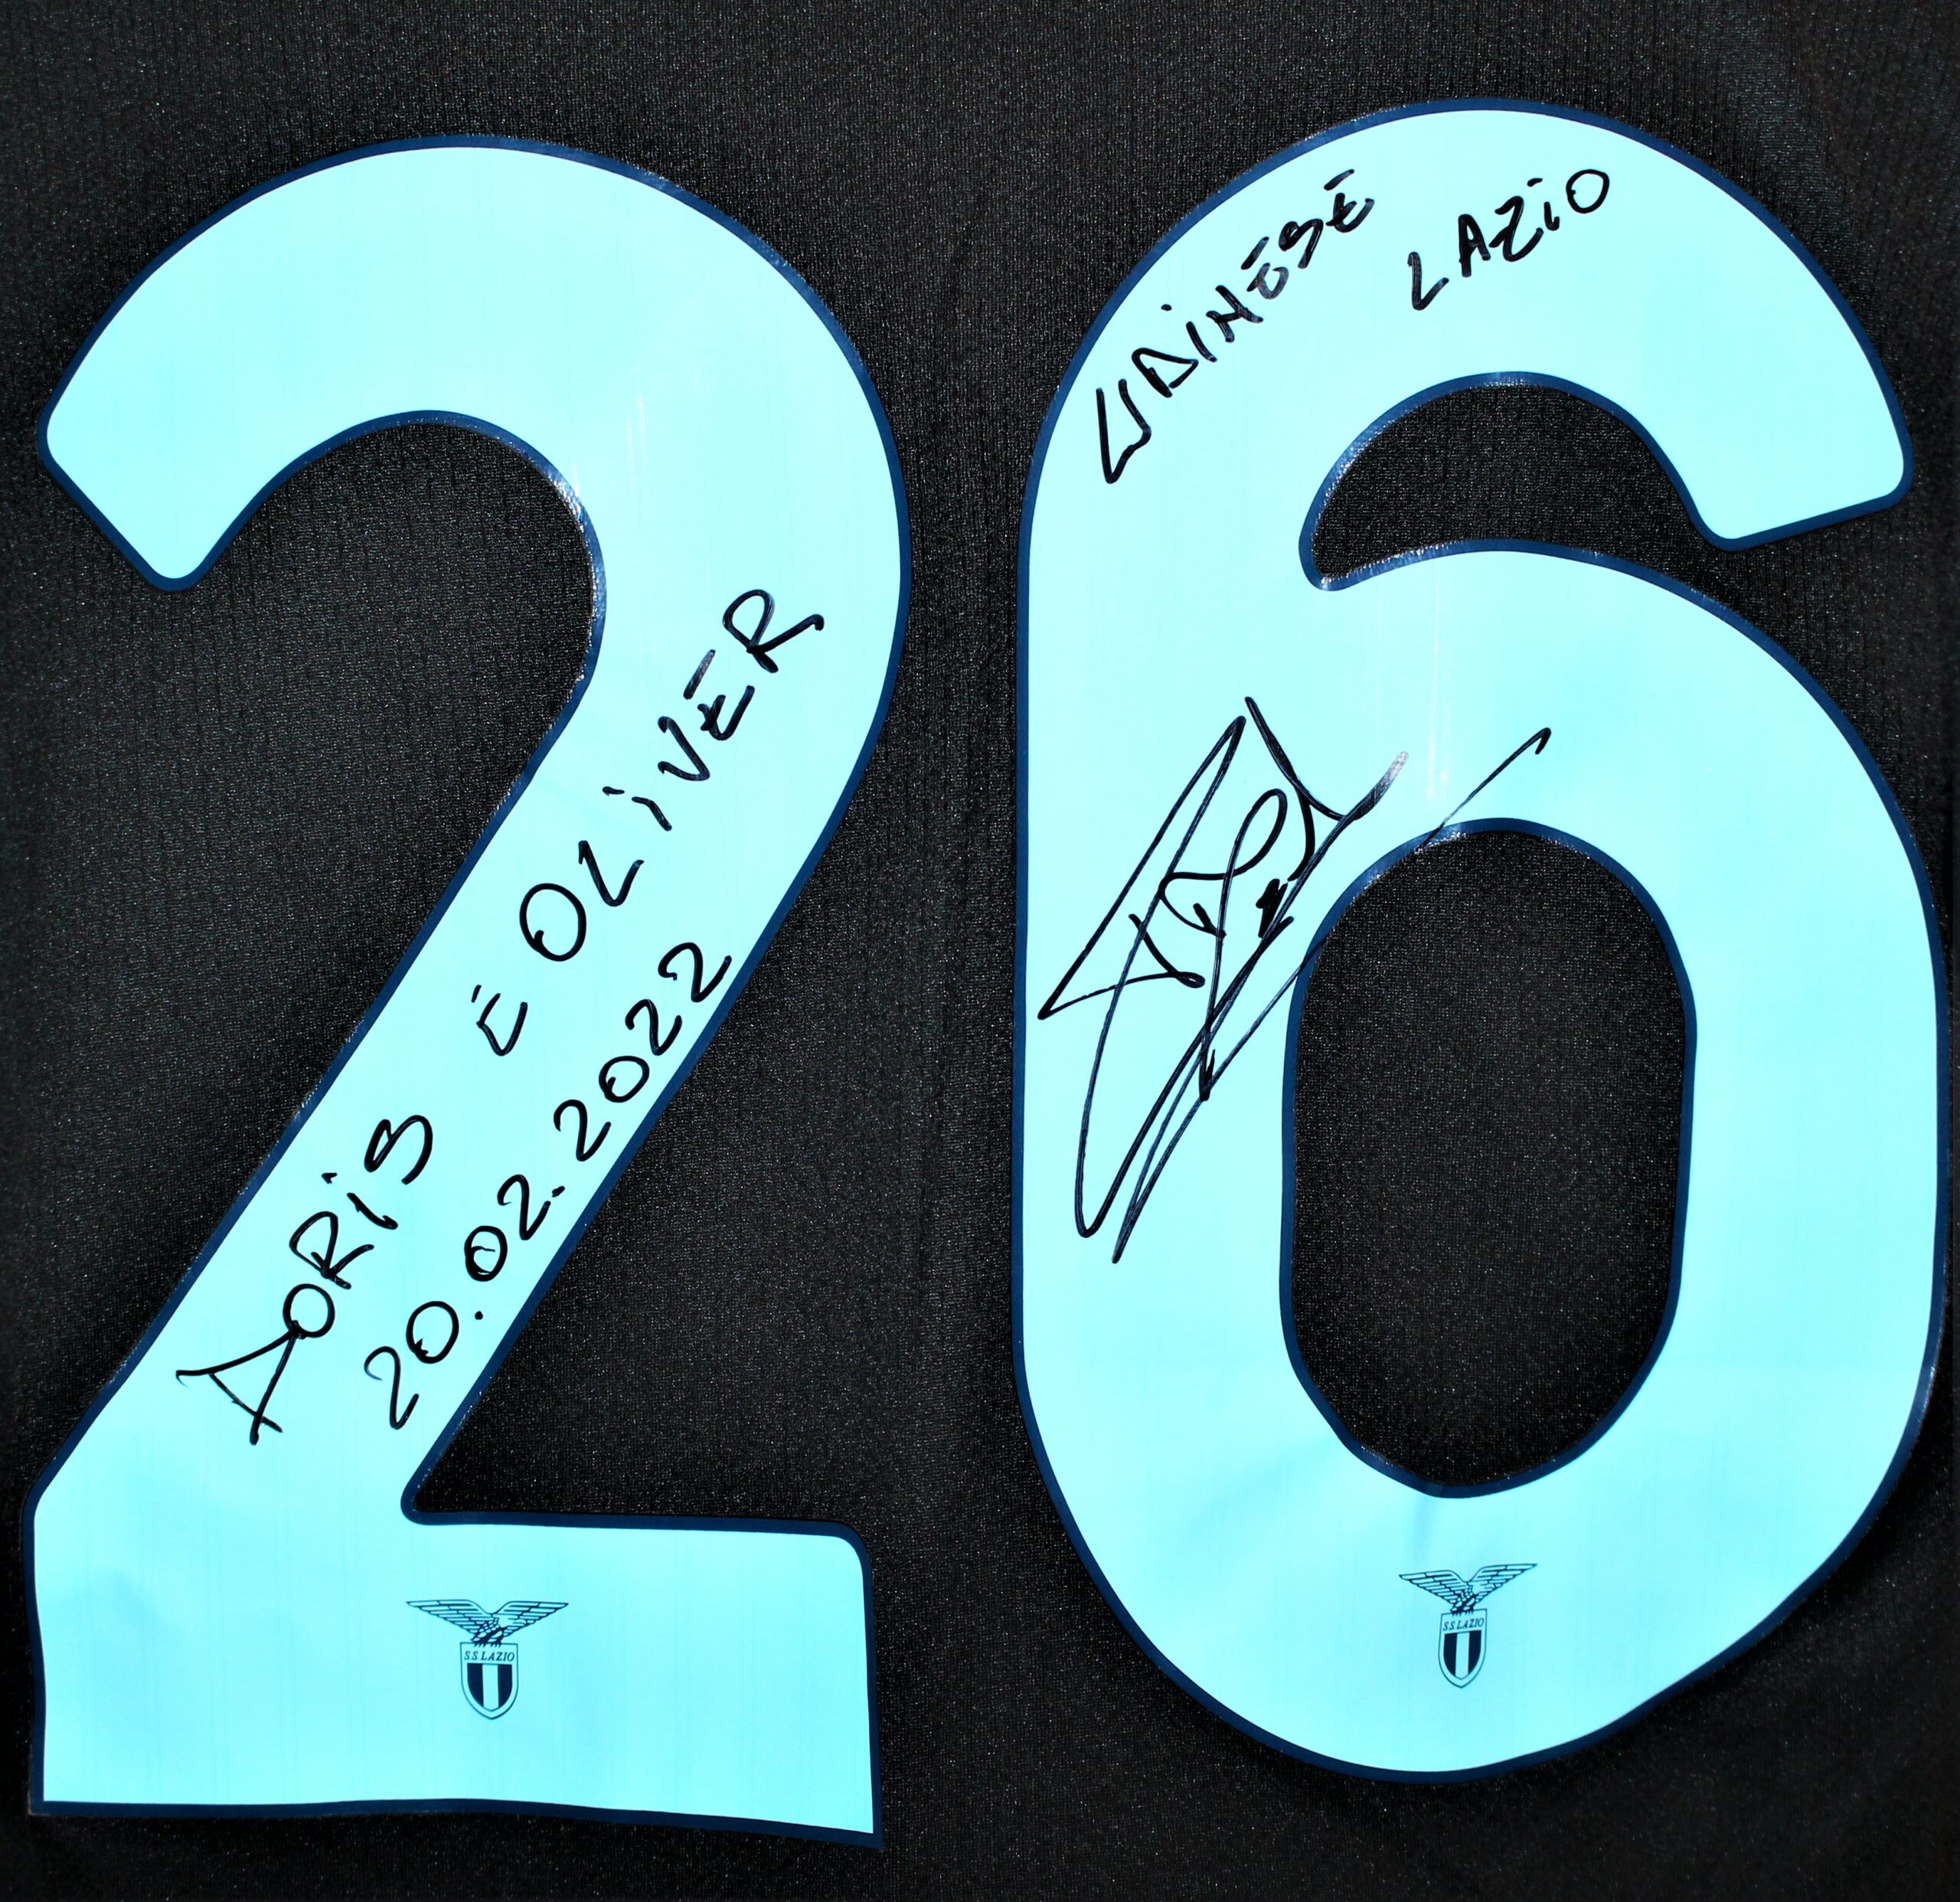 26
DORIS E OLIVER
20.02.2022
UDINESE
LAZIO
S.S.LAZIO
S.S.LAZIO